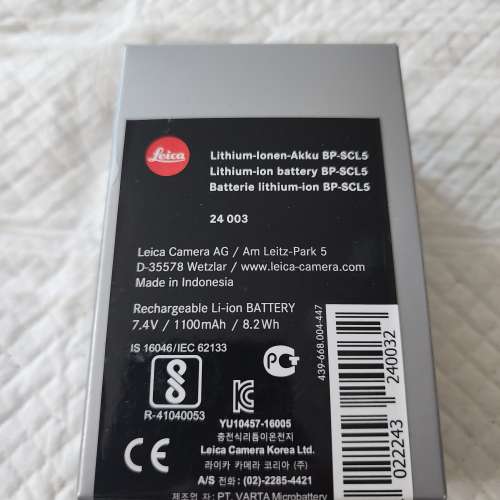 Leica
Lithium-Ionen-Akku BP-SCL5
Lithium-ion battery BP-SCL5
Batterie lithium-ion BP-SCL5
24 003
Leica Camera AG / Am Leitz-Park 5
D-35578 Wetzlar / www.leica-camera.com
Made in Indonesia
Rechargeable Li-ion BATTERY
7.4V / 1100mAh / 8.2Wh
IS 16046/IEC 62133
R-41040053
YU10457-16005
충전식리튬이온전지
Leica Camera Korea Ltd.
라이카 카메라 코리아 (주)
A/S 전화: (02)-2285-4421
제조자: PT. VARTA Microbattery
CE
PCT
439-668.004-447
022243 240032